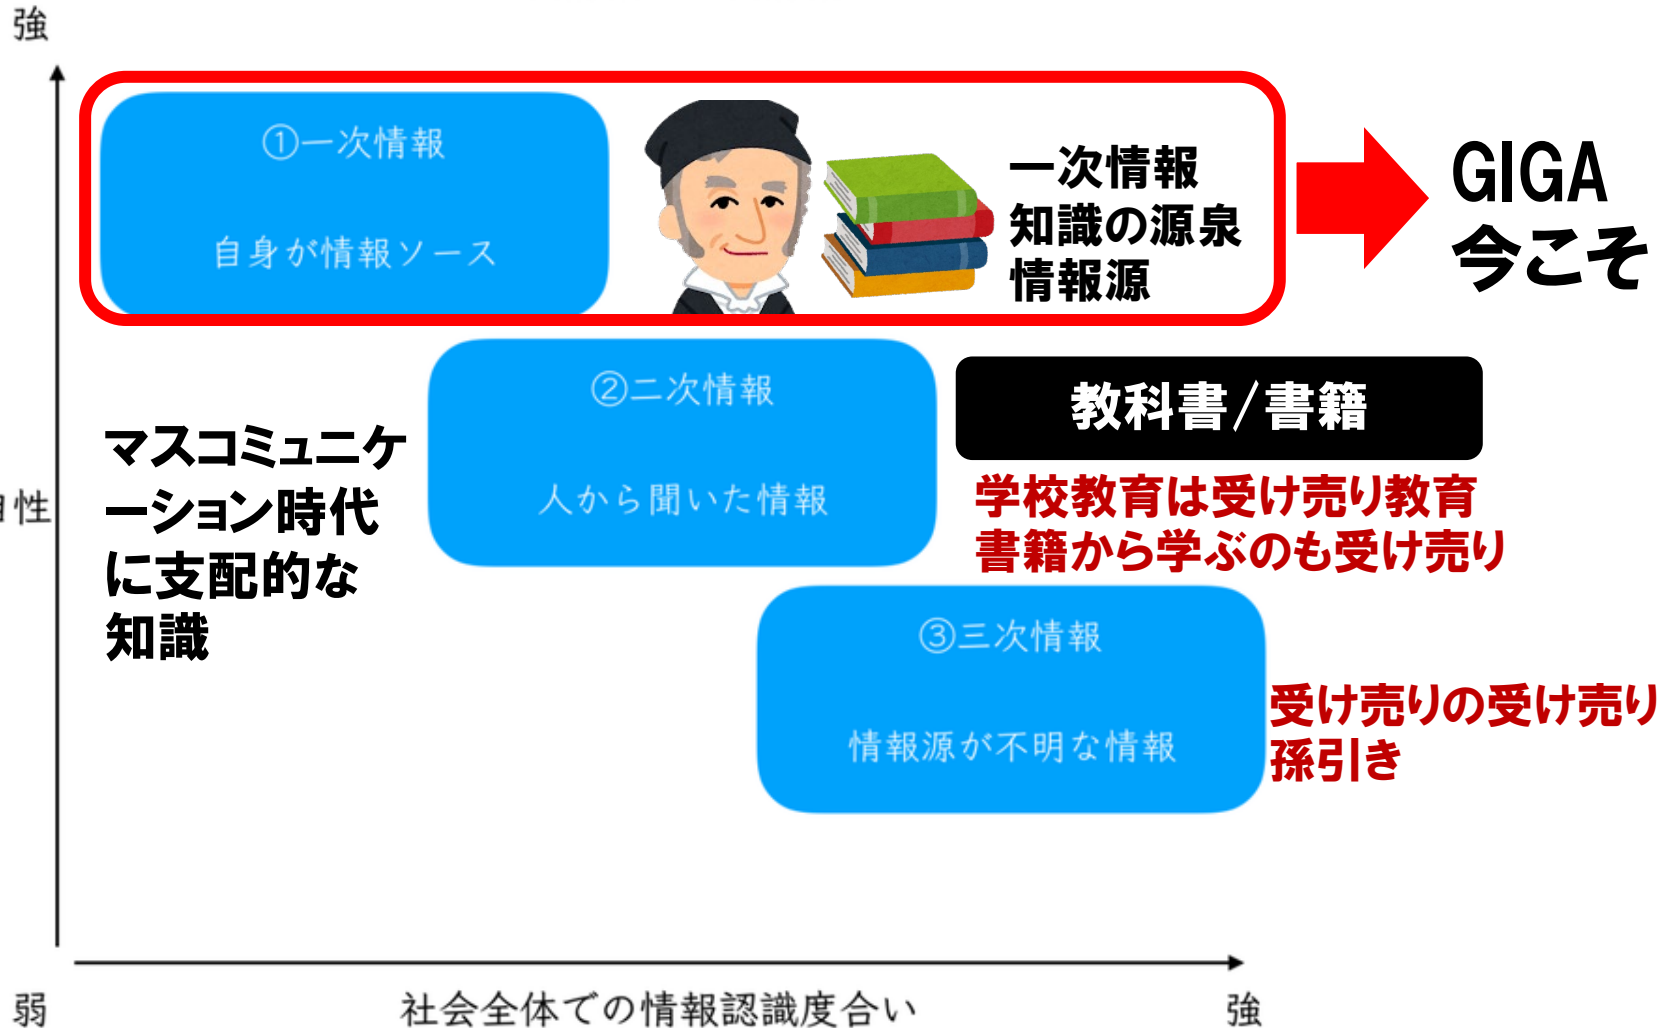 強
①一次情報
自身が情報ソース
一次情報
知識の源泉
情報源
GIGA
今こそ
②二次情報
人から聞いた情報
教科書/書籍
学校教育は受け売り教育
書籍から学ぶのも受け売り
マスコミュニケ
ーション時代
に支配的な
知識
性
③三次情報
情報源が不明な情報
受け売りの受け売り
孫引き
弱
社会全体での情報認識度合い
強